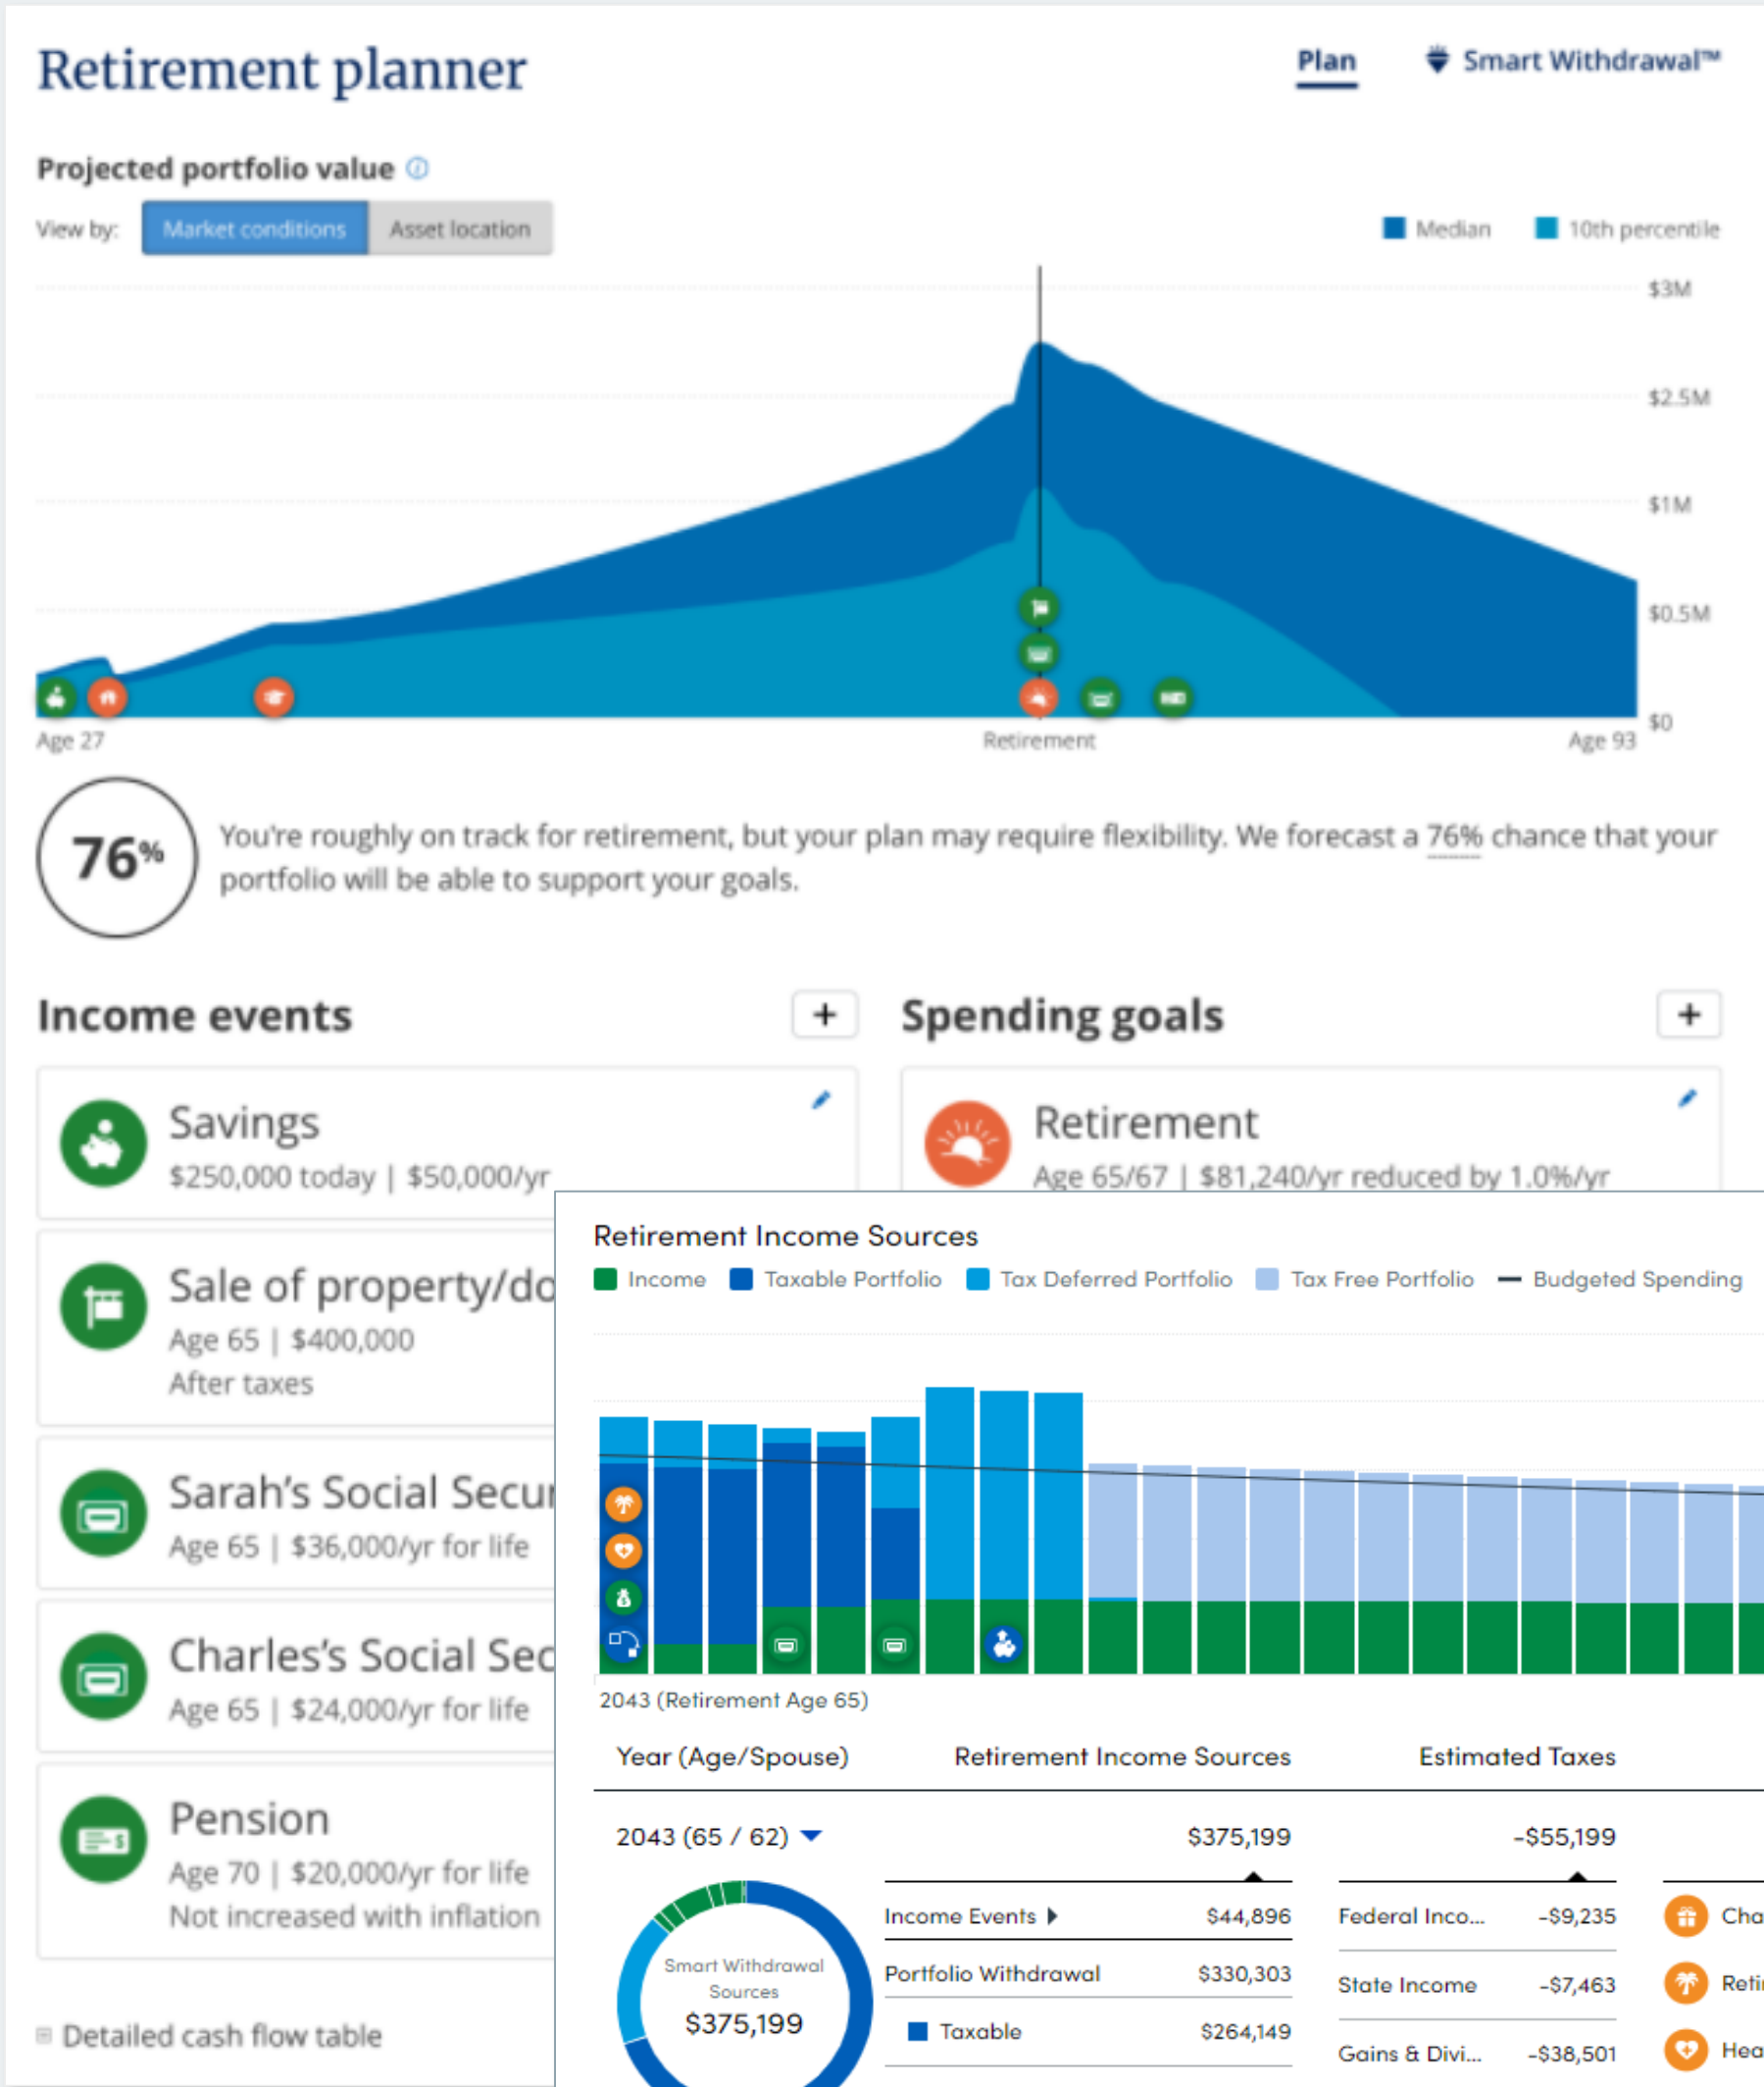 Retirement planner
Plan
Smart Withdrawal™
Projected portfolio value
View by:
Market conditions
Asset location
Median
10th percentile
$3M
$2.5M
$1M
$0.5M
$0
Age 27
Retirement
Age 93
76%
You're roughly on track for retirement, but your plan may require flexibility. We forecast a 76% chance that your
portfolio will be able to support your goals.
Income events
+
Savings
$250,000 today | $50,000/yr
Sale of property/do
Age 65 | $400,000
After taxes
Sarah's Social Secur
Age 65 | $36,000/yr for life
Charles's Social Sec
Age 65 | $24,000/yr for life
Pension
Age 70 | $20,000/yr for life
Not increased with inflation
Detailed cash flow table
Spending goals
+
Retirement
Age 65/67 | $81,240/yr reduced by 1.0%/yr
Retirement Income Sources
Income
Taxable Portfolio
Tax Deferred Portfolio
Tax Free Portfolio
Budgeted Spending
2043 (Retirement Age 65)
Year (Age/Spouse)
Retirement Income Sources
Estimated Taxes
2043 (65 / 62)
$375,199
-$55,199
Smart Withdrawal
Sources
$375,199
Income Events
$44,896
Portfolio Withdrawal
$330,303
Taxable
$264,149
Federal Inco...
-$9,235
State Income
-$7,463
Gains & Divi...
-$38,501
Cha
Reti
Hea